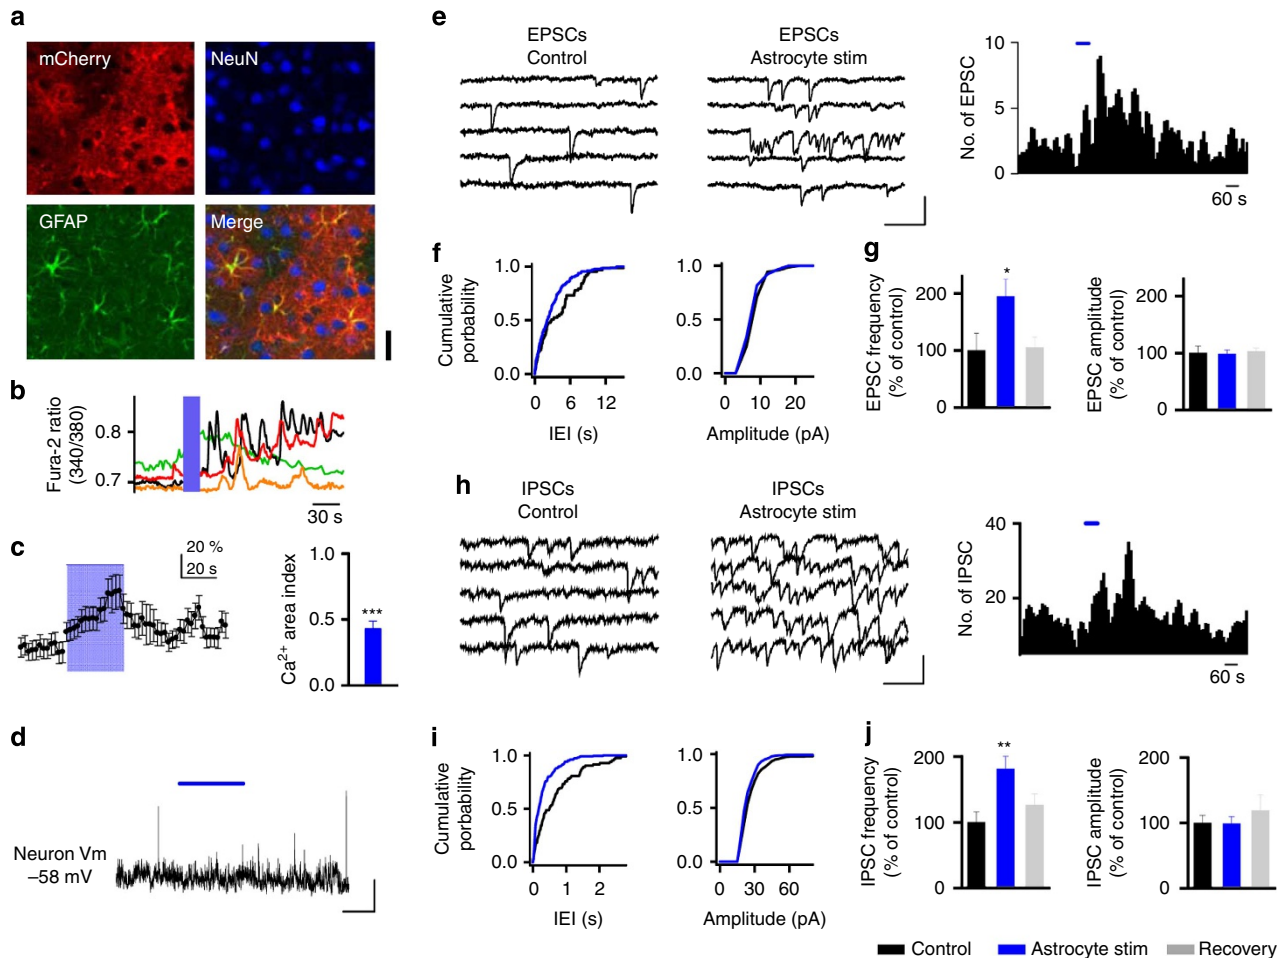 a
mCherry
NeuN
GFAP
Merge
b
Fura-2 ratio
(340/380)
0.8
0.7
30 s
c
20 %
20 s
Ca2+ area index
1.0
0.5
0.0
***
d
Neuron Vm
–58 mV
e
EPSCs
Control
EPSCs
Astrocyte stim
No. of EPSC
10
5
0
60 s
f
Cumulative
porbability
1.0
0.5
0.0
0 6 12
IEI (s)
1.0
0.5
0.0
0 10 20
Amplitude (pA)
g
EPSC frequency
(% of control)
200
100
0
*
EPSC amplitude
(% of control)
200
100
0
h
IPSCs
Control
IPSCs
Astrocyte stim
No. of IPSC
40
20
60 s
i
Cumulative
porbability
1.0
0.5
0.0
0 1 2
IEI (s)
1.0
0.5
0.0
0 30 60
Amplitude (pA)
j
IPSC frequency
(% of control)
200
100
0
**
IPSC amplitude
(% of control)
200
100
0
Control Astrocyte stim Recovery